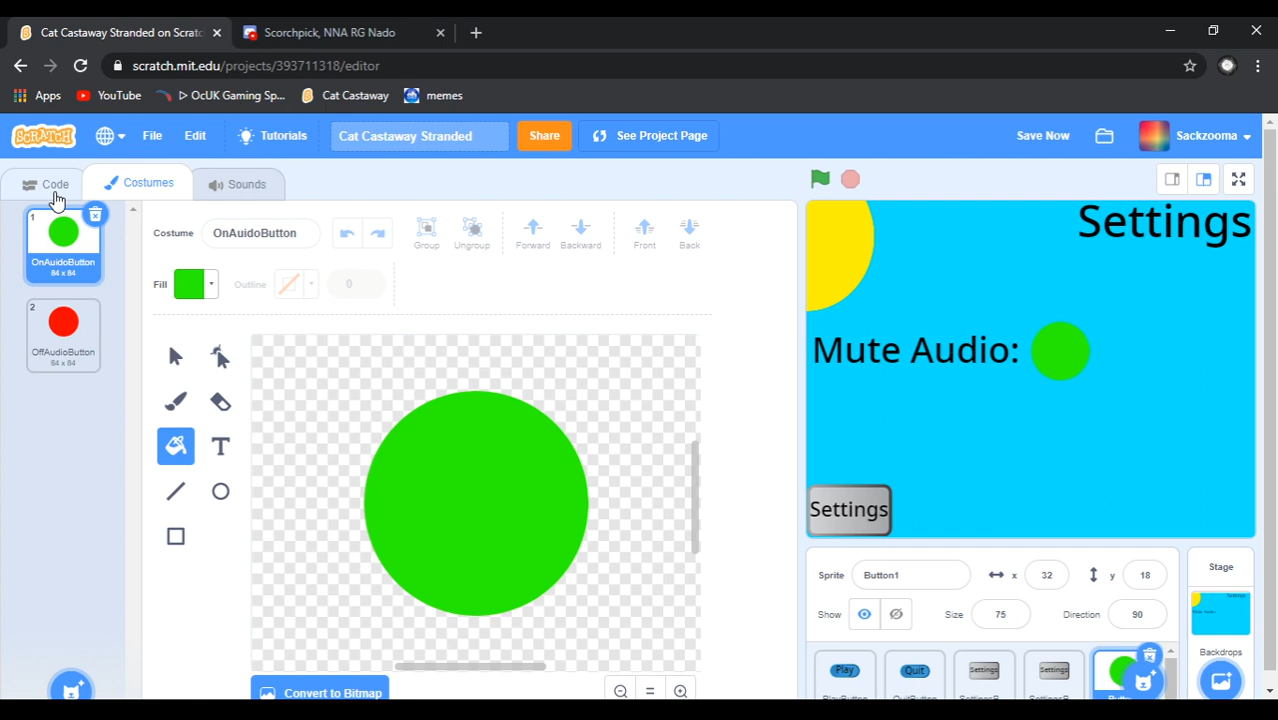 Cat Castaway Stranded on Scratc
Scorchpick, NNA RG Nado
scratch.mit.edu/projects/393711318/editor
Apps
YouTube
▷ OcUK Gaming Sp...
Cat Castaway
memes
SCRATCH
File
Edit
Tutorials
Cat Castaway Stranded
Share
See Project Page
Save Now
Sackzooma
Code
Costumes
Sounds
1
OnAuidoButton
84 x 84
2
OffAudioButton
84 x 84
Costume
OnAuidoButton
Group
Ungroup
Forward
Backward
Front
Back
Fill
Outline
0
T
Convert to Bitmap
Settings
Mute Audio:
Settings
Sprite
Button1
x
32
y
18
Show
Size
75
Direction
90
Stage
Backdrops
Play
Quit
Settings
Settings
PlayButton
QuitButton
SettingsB...
SettingsB...